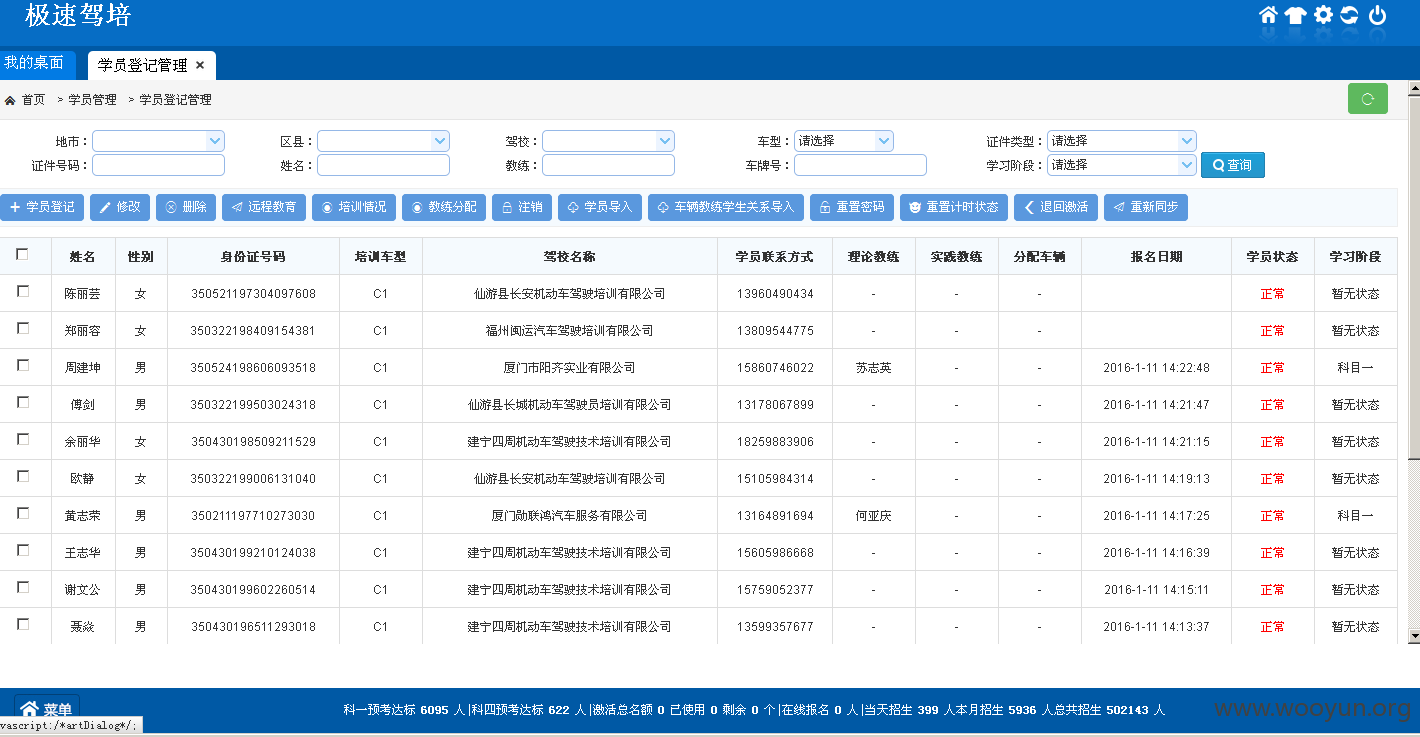 极速驾培
我的桌面 学员登记管理 ×
首页 > 学员管理 > 学员登记管理
地市： 区县： 驾校： 车型： 请选择 证件类型： 请选择
证件号码： 姓名： 教练： 车牌号： 学习阶段： 请选择 查询
学员登记 修改 删除 远程教育 培训情况 教练分配 注销 学员导入 车辆教练学生关系导入 重置密码 重置计时状态 退回激活 重新同步
姓名 性别 身份证号码 培训车型 驾校名称 学员联系方式 理论教练 实践教练 分配车辆 报名日期 学员状态 学习阶段
陈丽芸 女 350521197304097608 C1 仙游县长安机动车驾驶培训有限公司 13960490434 - - - 正常 暂无状态
郑丽容 女 350322198409154381 C1 福州闽运汽车驾驶培训有限公司 13809544775 - - - 正常 暂无状态
周建坤 男 350524198606093518 C1 厦门市阳齐实业有限公司 15860746022 苏志英 - - 2016-1-11 14:22:48 正常 科目一
傅剑 男 350322199503024318 C1 仙游县长城机动车驾驶员培训有限公司 13178067899 - - - 2016-1-11 14:21:47 正常 暂无状态
余丽华 女 350430198509211529 C1 建宁四周机动车驾驶技术培训有限公司 18259883906 - - - 2016-1-11 14:21:15 正常 暂无状态
欧静 女 350322199006131040 C1 仙游县长安机动车驾驶培训有限公司 15105984314 - - - 2016-1-11 14:19:13 正常 暂无状态
黄志荣 男 350211197710273030 C1 厦门勋联鸿汽车服务有限公司 13164891694 何亚庆 - - 2016-1-11 14:17:25 正常 科目一
王志华 男 350430199210124038 C1 建宁四周机动车驾驶技术培训有限公司 15605986668 - - - 2016-1-11 14:16:39 正常 暂无状态
谢文公 男 350430199602260514 C1 建宁四周机动车驾驶技术培训有限公司 15759052377 - - - 2016-1-11 14:15:11 正常 暂无状态
聂焱 男 350430196511293018 C1 建宁四周机动车驾驶技术培训有限公司 13599357677 - - - 2016-1-11 14:13:37 正常 暂无状态
菜单 科一预考达标 6095 人|科四预考达标 622 人|激活总名额 0 已使用 0 剩余 0 个|在线报名 0 人|当天招生 399 人本月招生 5936 人总共招生 502143 人 www.wooyun.org
vascript:/*artDialog*/;